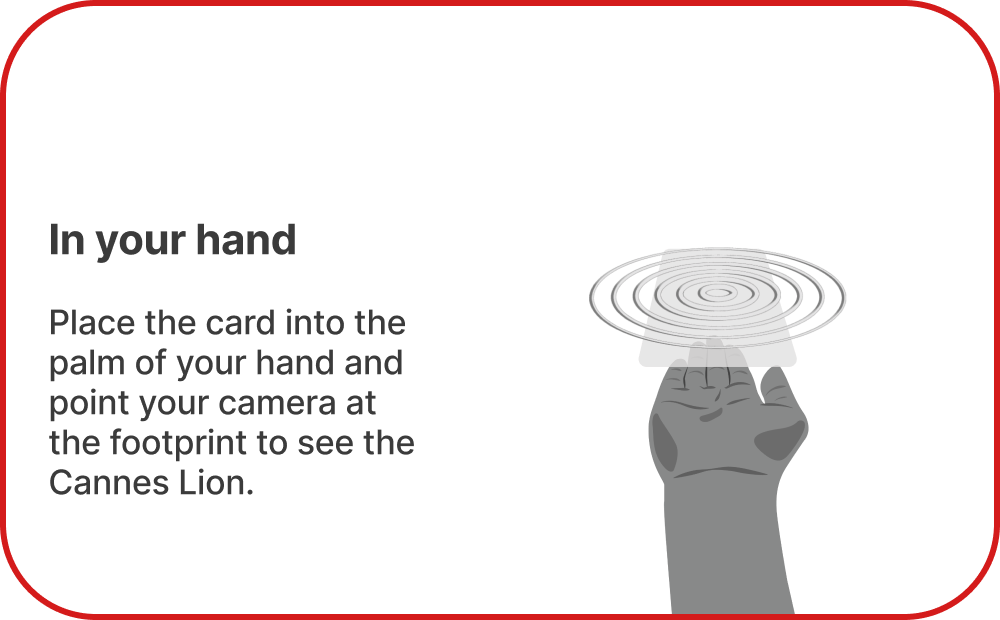 In your hand
Place the card into the
palm of your hand and
point your camera at
the footprint to see the
Cannes Lion.